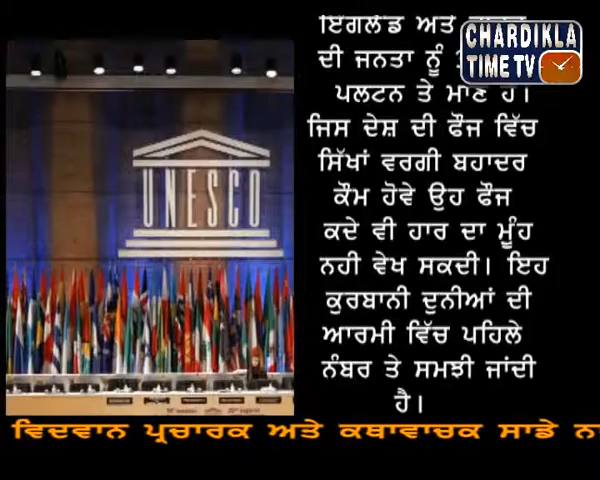 ਇੰਗਲੈਂਡ ਅਤੇ
ਦੀ ਜਨਤਾ ਨੂੰ
ਪਲਟਨ ਤੇ ਮਾਣ ਹੈ।
ਜਿਸ ਦੇਸ਼ ਦੀ ਫੌਜ ਵਿੱਚ
ਸਿੱਖਾਂ ਵਰਗੀ ਬਹਾਦਰ
ਕੌਮ ਹੋਵੇ ਉਹ ਫੌਜ
ਕਦੇ ਵੀ ਹਾਰ ਦਾ ਮੂੰਹ
ਨਹੀ ਵੇਖ ਸਕਦੀ। ਇਹ
ਕੁਰਬਾਨੀ ਦੁਨੀਆਂ ਦੀ
ਆਰਮੀ ਵਿੱਚ ਪਹਿਲੇ
ਨੰਬਰ ਤੇ ਸਮਝੀ ਜਾਂਦੀ
ਹੈ।
CHARDIKLA
TIME TV
UNESCO
ਵਿਦਵਾਨ ਪ੍ਰਚਾਰਕ ਅਤੇ ਕਥਾਵਾਚਕ ਸਾਡੇ